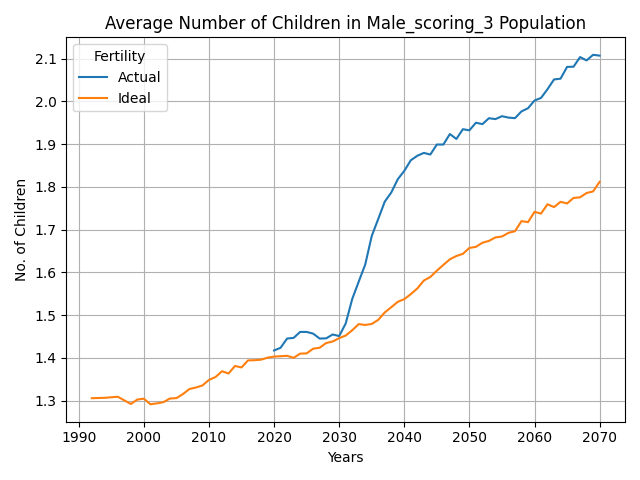 Average Number of Children in Male_scoring_3 Population
Fertility
Actual
Ideal
2.1
2.0
1.9
1.8
1.7
1.6
1.5
1.4
1.3
No. of Children
1990 2000 2010 2020 2030 2040 2050 2060 2070
Years